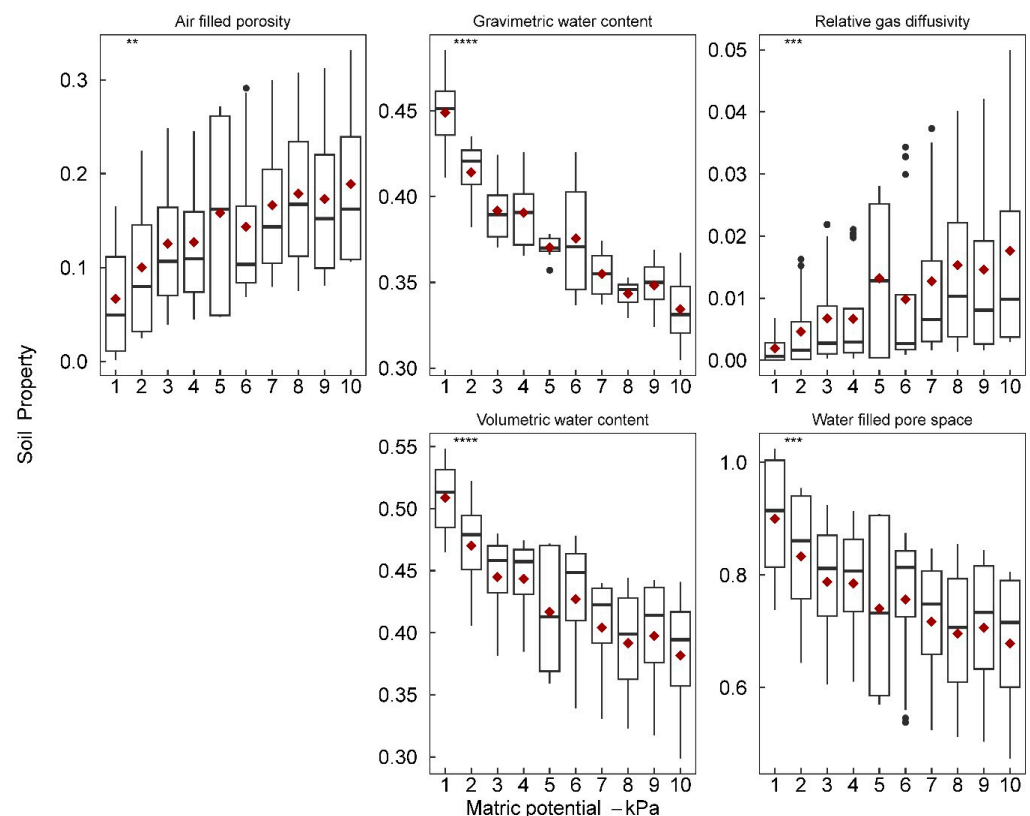 Air filled porosity
**
0.3
0.2
0.1
0.0
1 2 3 4 5 6 7 8 9 10
Gravimetric water content
****
0.45
0.40
0.35
0.30
1 2 3 4 5 6 7 8 9 10
Relative gas diffusivity
***
0.05
0.04
0.03
0.02
0.01
0.00
1 2 3 4 5 6 7 8 9 10
Soil Property
Volumetric water content
****
0.55
0.50
0.45
0.40
0.35
0.30
1 2 3 4 5 6 7 8 9 10
Water filled pore space
***
1.0
0.8
0.6
1 2 3 4 5 6 7 8 9 10
Matric potential –kPa